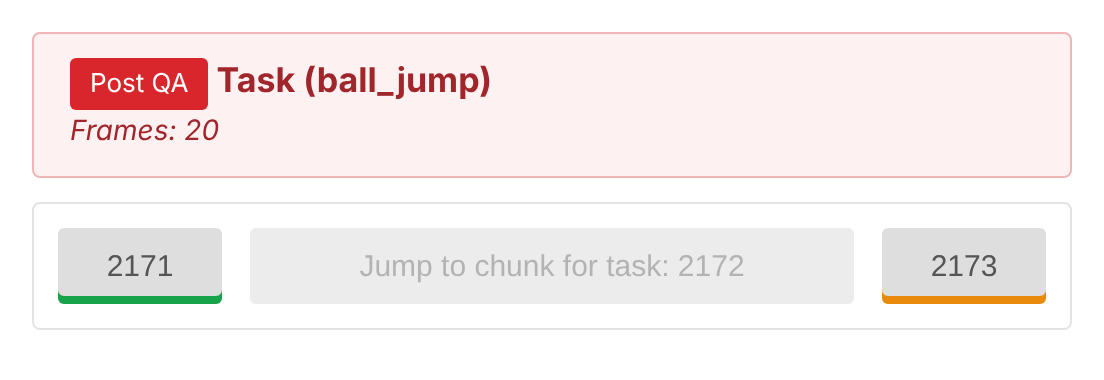 Post QA Task (ball_jump)
Frames: 20
2171 Jump to chunk for task: 2172 2173